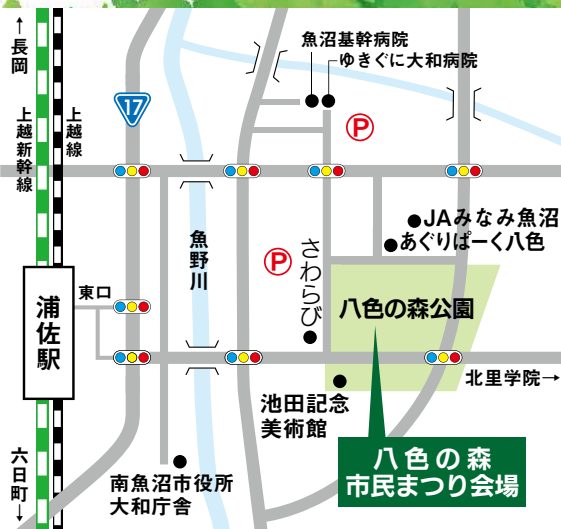 ↑長岡
上越新幹線
上越線
17
魚沼基幹病院
ゆきぐに大和病院
P
魚野川
P
さわらび
JAみなみ魚沼
あぐりぱーく八色
東口
浦佐駅
八色の森公園
北里学院→
池田記念
美術館
八色の森
市民まつり会場
南魚沼市役所
大和庁舎
六日町↓